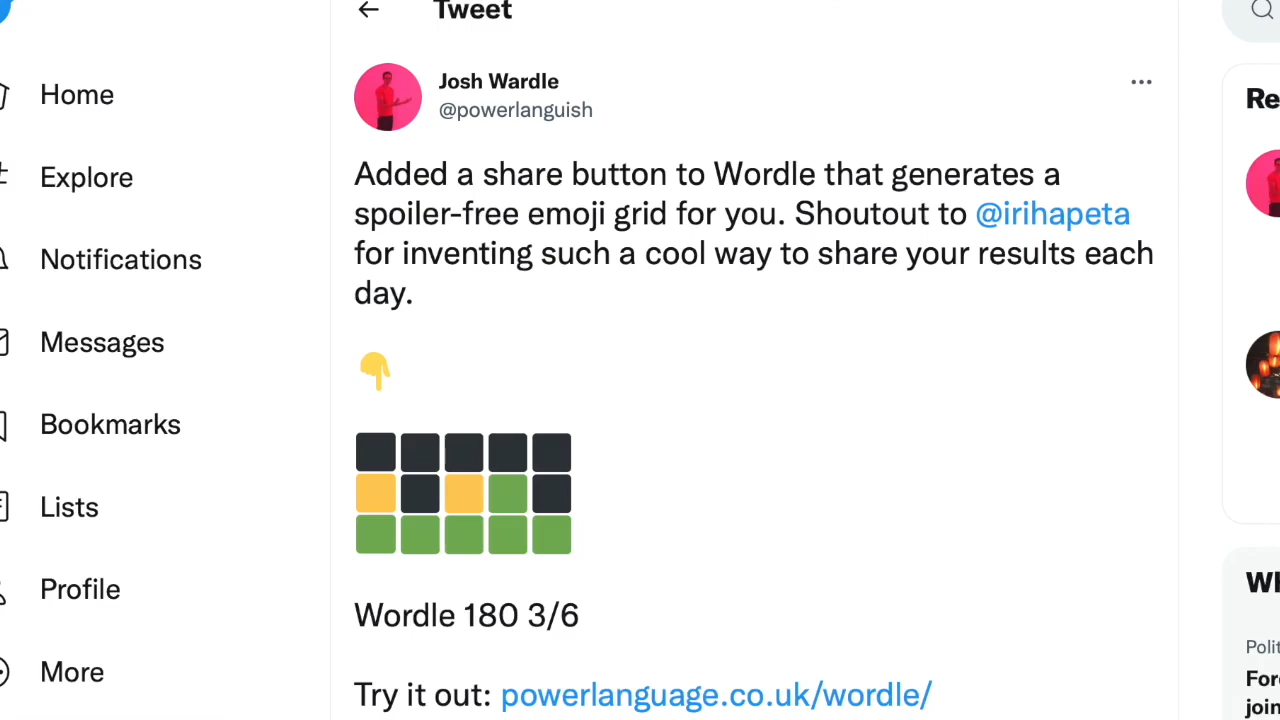 Tweet
Home
Explore
Notifications
Messages
Bookmarks
Lists
Profile
More
Josh Wardle
@powerlanguish
Added a share button to Wordle that generates a
spoiler-free emoji grid for you. Shoutout to @irihapeta
for inventing such a cool way to share your results each
day.
Wordle 180 3/6
Try it out: powerlanguage.co.uk/wordle/